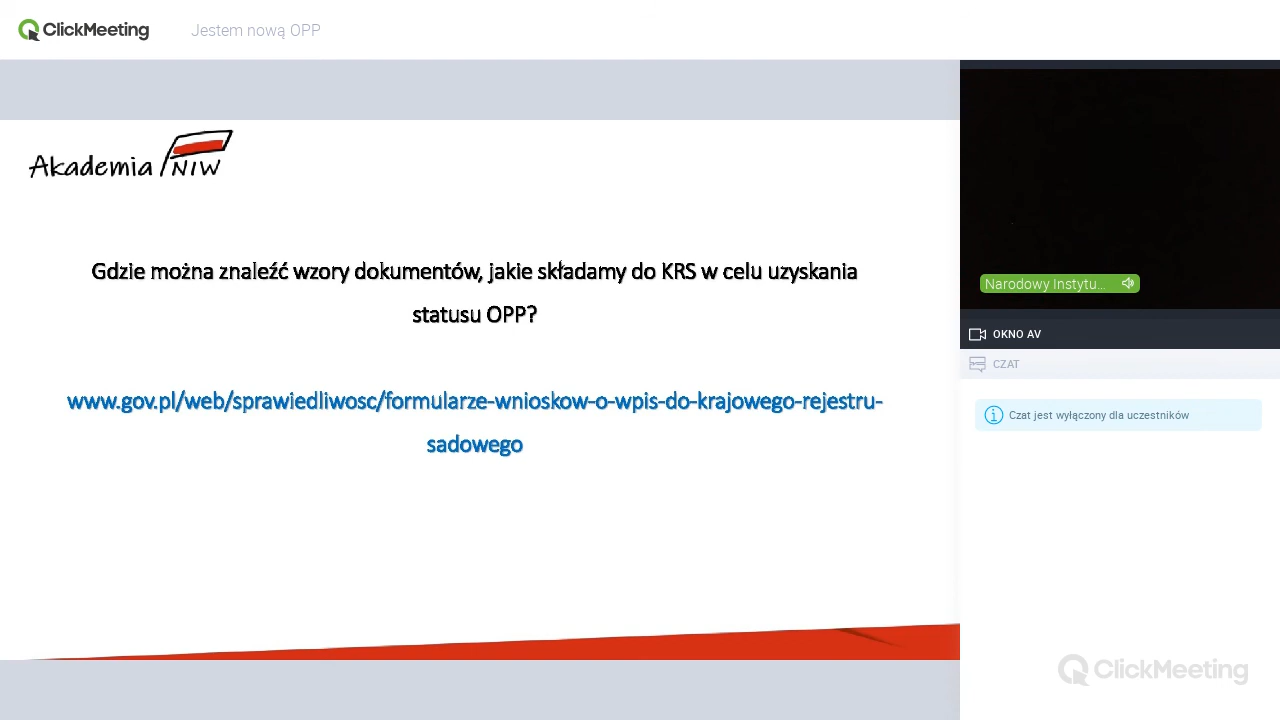 ClickMeeting
Jestem nową OPP
Akademia NIW
Gdzie można znaleźć wzory dokumentów, jakie składamy do KRS w celu uzyskania
statusu OPP?
www.gov.pl/web/sprawiedliwosc/formularze-wnioskow-o-wpis-do-krajowego-rejestru-
sadowego
Narodowy Instytu...
OKNO AV
CZAT
Czat jest wyłączony dla uczestników
ClickMeeting